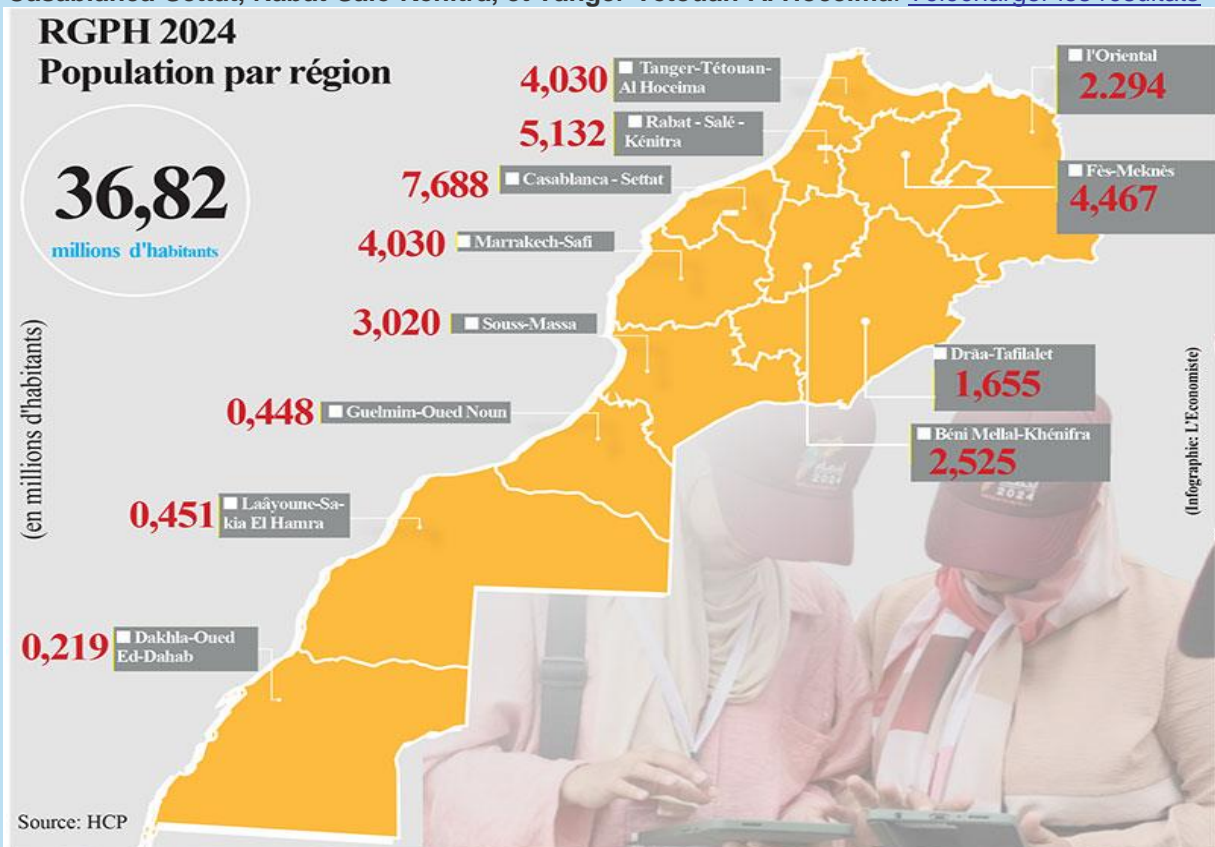 RGPH 2024
Population par région
36,82
millions d'habitants
(en millions d'habitants)
4,030
Tanger-Tétouan-
Al Hoceima
5,132
Rabat - Salé -
Kénitra
7,688
Casablanca - Settat
4,030
Marrakech-Safi
3,020
Souss-Massa
0,448
Guelmim-Oued Noun
0,451
Laâyoune-Sa-
kia El Hamra
0,219
Dakhla-Oued
Ed-Dahab
l'Oriental
2.294
Fès-Meknès
4,467
Drâa-Tafilalet
1,655
Béni Mellal-Khénifra
2,525
2024
2024
(Infographie: L'Economiste)
Source: HCP